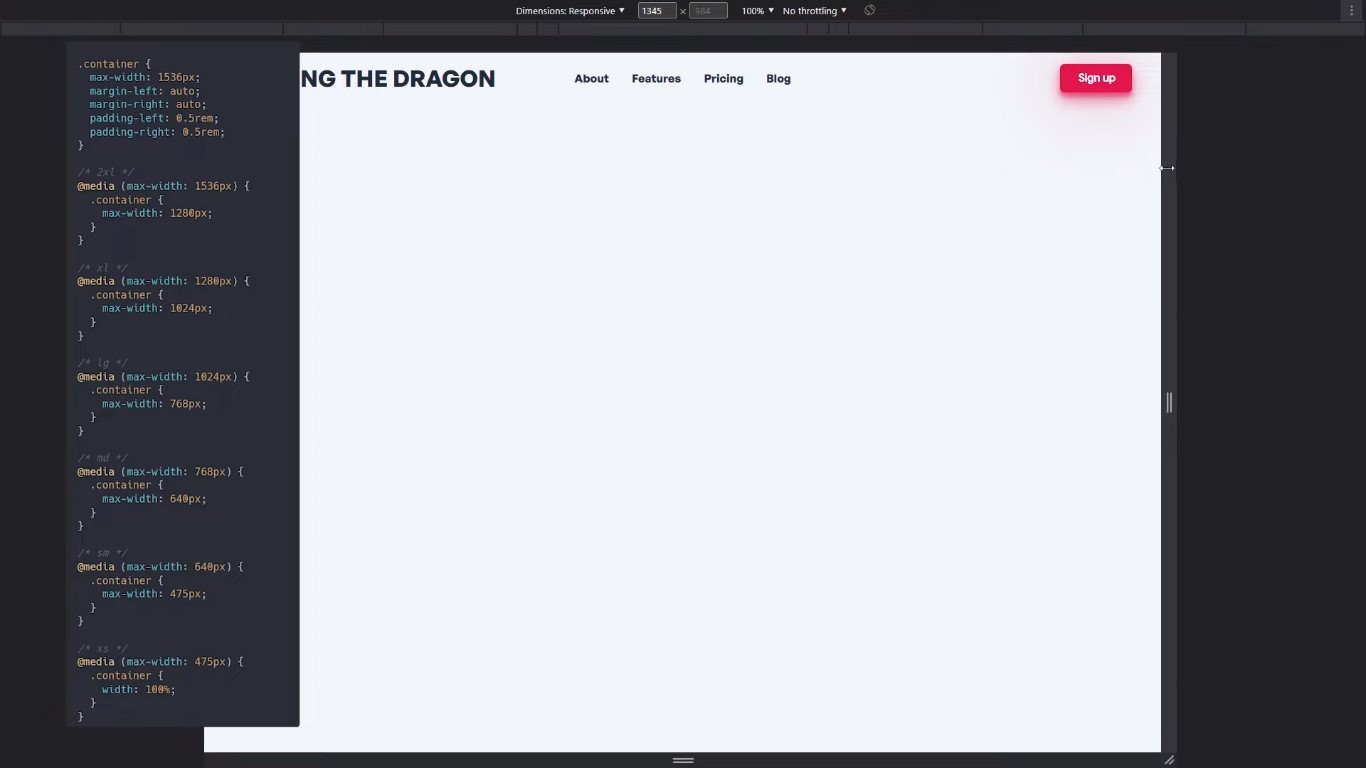 Dimensions: Responsive ▼ 1345 × 984 100% ▼ No throttling ▼
NG THE DRAGON
About Features Pricing Blog
Sign up
.container {
  max-width: 1536px;
  margin-left: auto;
  margin-right: auto;
  padding-left: 0.5rem;
  padding-right: 0.5rem;
}
/* 2xl */
@media (max-width: 1536px) {
  .container {
    max-width: 1280px;
  }
}
/* xl */
@media (max-width: 1280px) {
  .container {
    max-width: 1024px;
  }
}
/* lg */
@media (max-width: 1024px) {
  .container {
    max-width: 768px;
  }
}
/* md */
@media (max-width: 768px) {
  .container {
    max-width: 640px;
  }
}
/* sm */
@media (max-width: 640px) {
  .container {
    max-width: 475px;
  }
}
/* xs */
@media (max-width: 475px) {
  .container {
    width: 100%;
  }
}